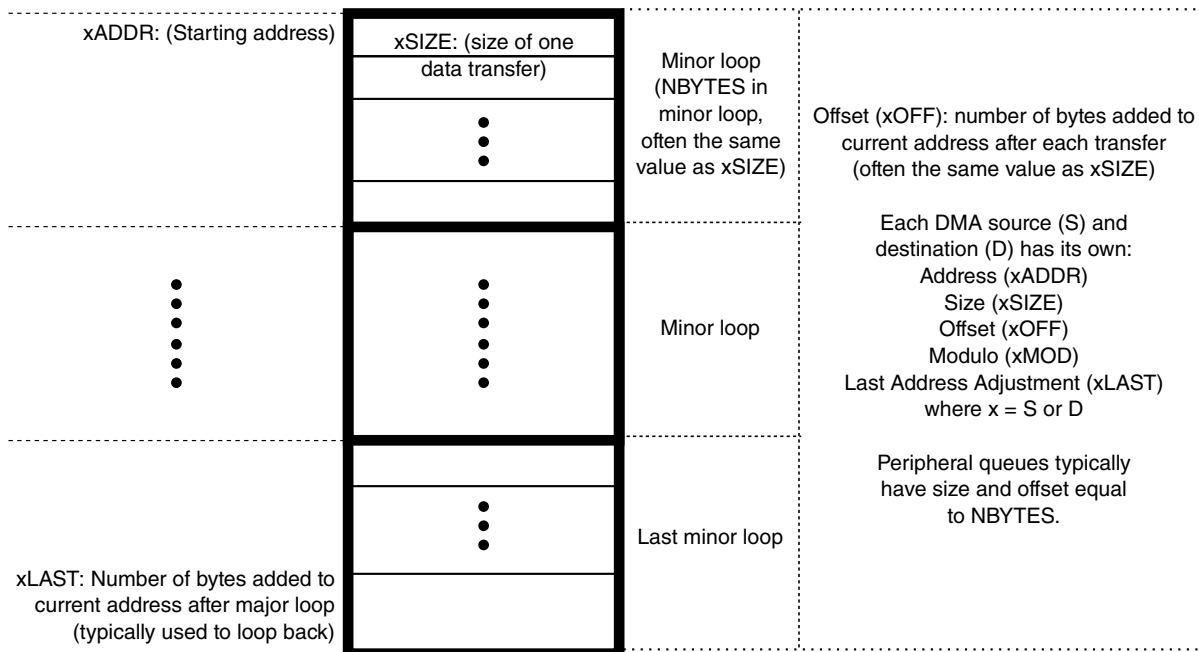 xADDR: (Starting address)
xSIZE: (size of one
data transfer)
Minor loop
(NBYTES in
minor loop,
often the same
value as xSIZE)
Offset (xOFF): number of bytes added to
current address after each transfer
(often the same value as xSIZE)
Each DMA source (S) and
destination (D) has its own:
Address (xADDR)
Size (xSIZE)
Offset (xOFF)
Modulo (xMOD)
Last Address Adjustment (xLAST)
where x = S or D
Peripheral queues typically
have size and offset equal
to NBYTES.
Minor loop
Last minor loop
xLAST: Number of bytes added to
current address after major loop
(typically used to loop back)